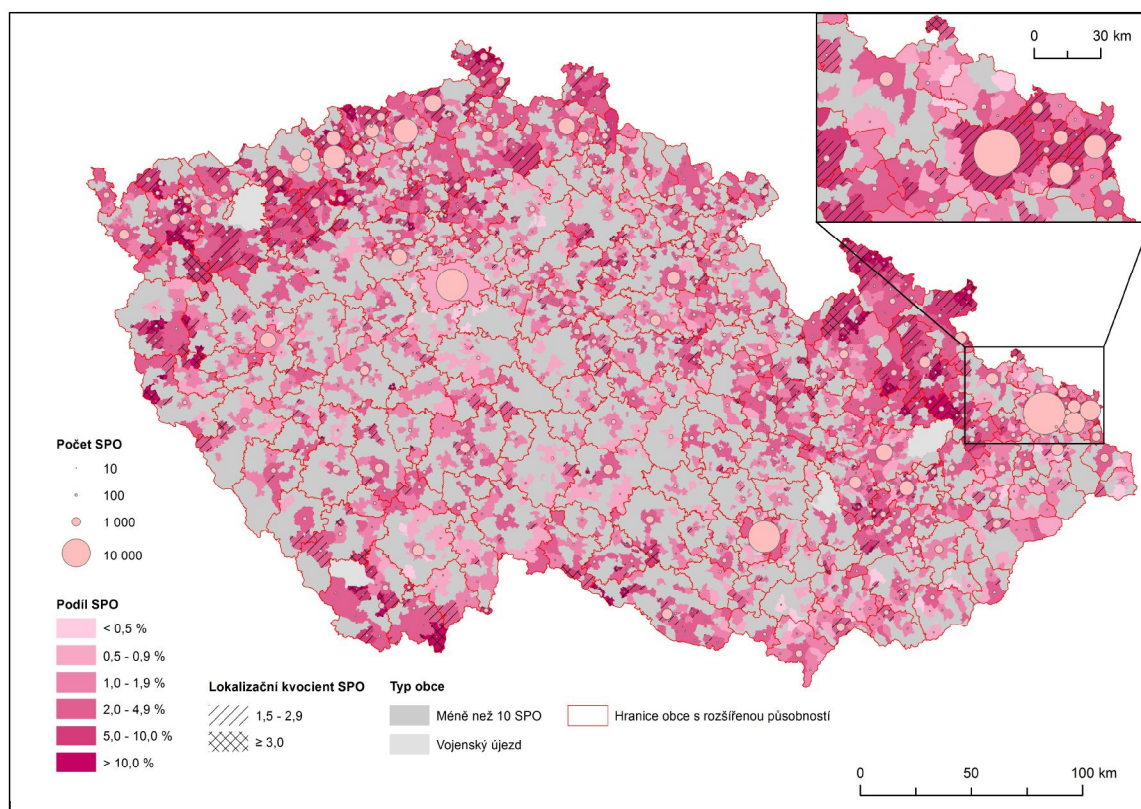 0 30 km
Počet SPO
10
100
1 000
10 000
Podíl SPO
< 0,5 %
0,5 - 0,9 %
1,0 - 1,9 %
2,0 - 4,9 %
5,0 - 10,0 %
> 10,0 %
Lokalizační kvocient SPO
1,5 - 2,9
≥ 3,0
Typ obce
Méně než 10 SPO
Vojenský újezd
Hranice obce s rozšířenou působností
0 50 100 km